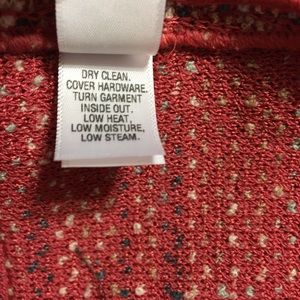 DRY CLEAN.
COVER HARDWARE.
TURN GARMENT
INSIDE OUT.
LOW HEAT,
LOW MOISTURE,
LOW STEAM.